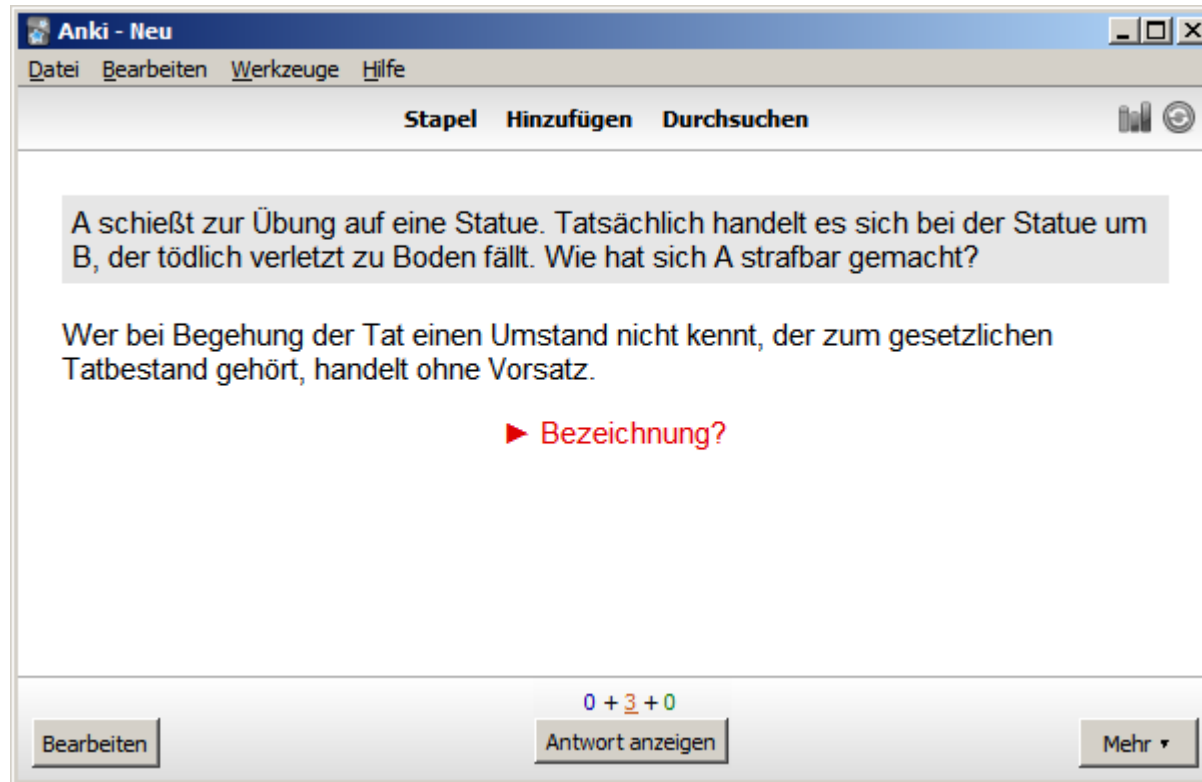 Anki - Neu
Datei Bearbeiten Werkzeuge Hilfe
Stapel Hinzufügen Durchsuchen
A schießt zur Übung auf eine Statue. Tatsächlich handelt es sich bei der Statue um
B, der tödlich verletzt zu Boden fällt. Wie hat sich A strafbar gemacht?
Wer bei Begehung der Tat einen Umstand nicht kennt, der zum gesetzlichen
Tatbestand gehört, handelt ohne Vorsatz.
► Bezeichnung?
0 + 3 + 0
Bearbeiten Antwort anzeigen Mehr ▾